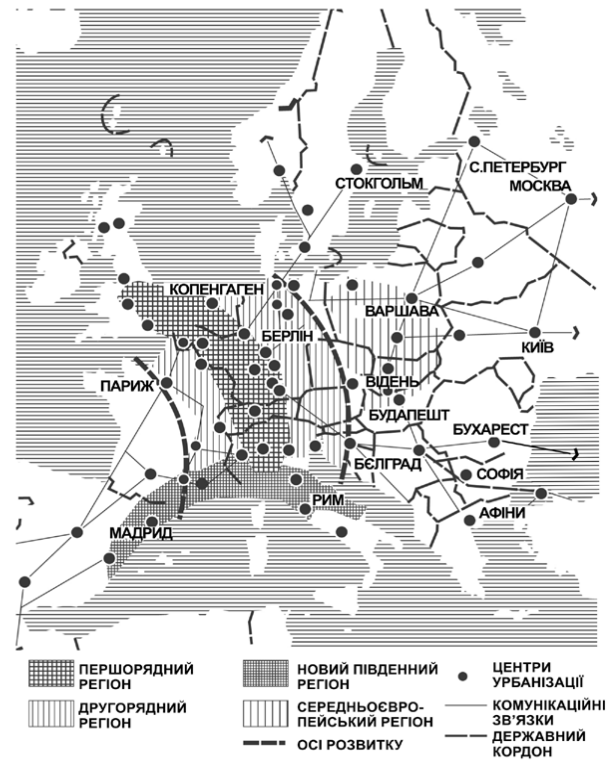 СТОКГОЛЬМ
С.ПЕТЕРБУРГ
МОСКВА
КОПЕНГАГЕН
ВАРШАВА
БЕРЛІН
КИЇВ
ПАРИЖ
ВІДЕНЬ
БУДАПЕШТ
БУХАРЕСТ
БЄЛГРАД
СОФІЯ
РИМ
АФІНИ
МАДРИД
ПЕРШОРЯДНИЙ
РЕГІОН
НОВИЙ ПІВДЕННИЙ
РЕГІОН
ЦЕНТРИ
УРБАНІЗАЦІЇ
ДРУГОРЯДНИЙ
РЕГІОН
СЕРЕДНЬОЄВРО-
ПЕЙСЬКИЙ РЕГІОН
КОМУНІКАЦІЙНІ
ЗВ'ЯЗКИ
ОСІ РОЗВИТКУ
ДЕРЖАВНИЙ
КОРДОН